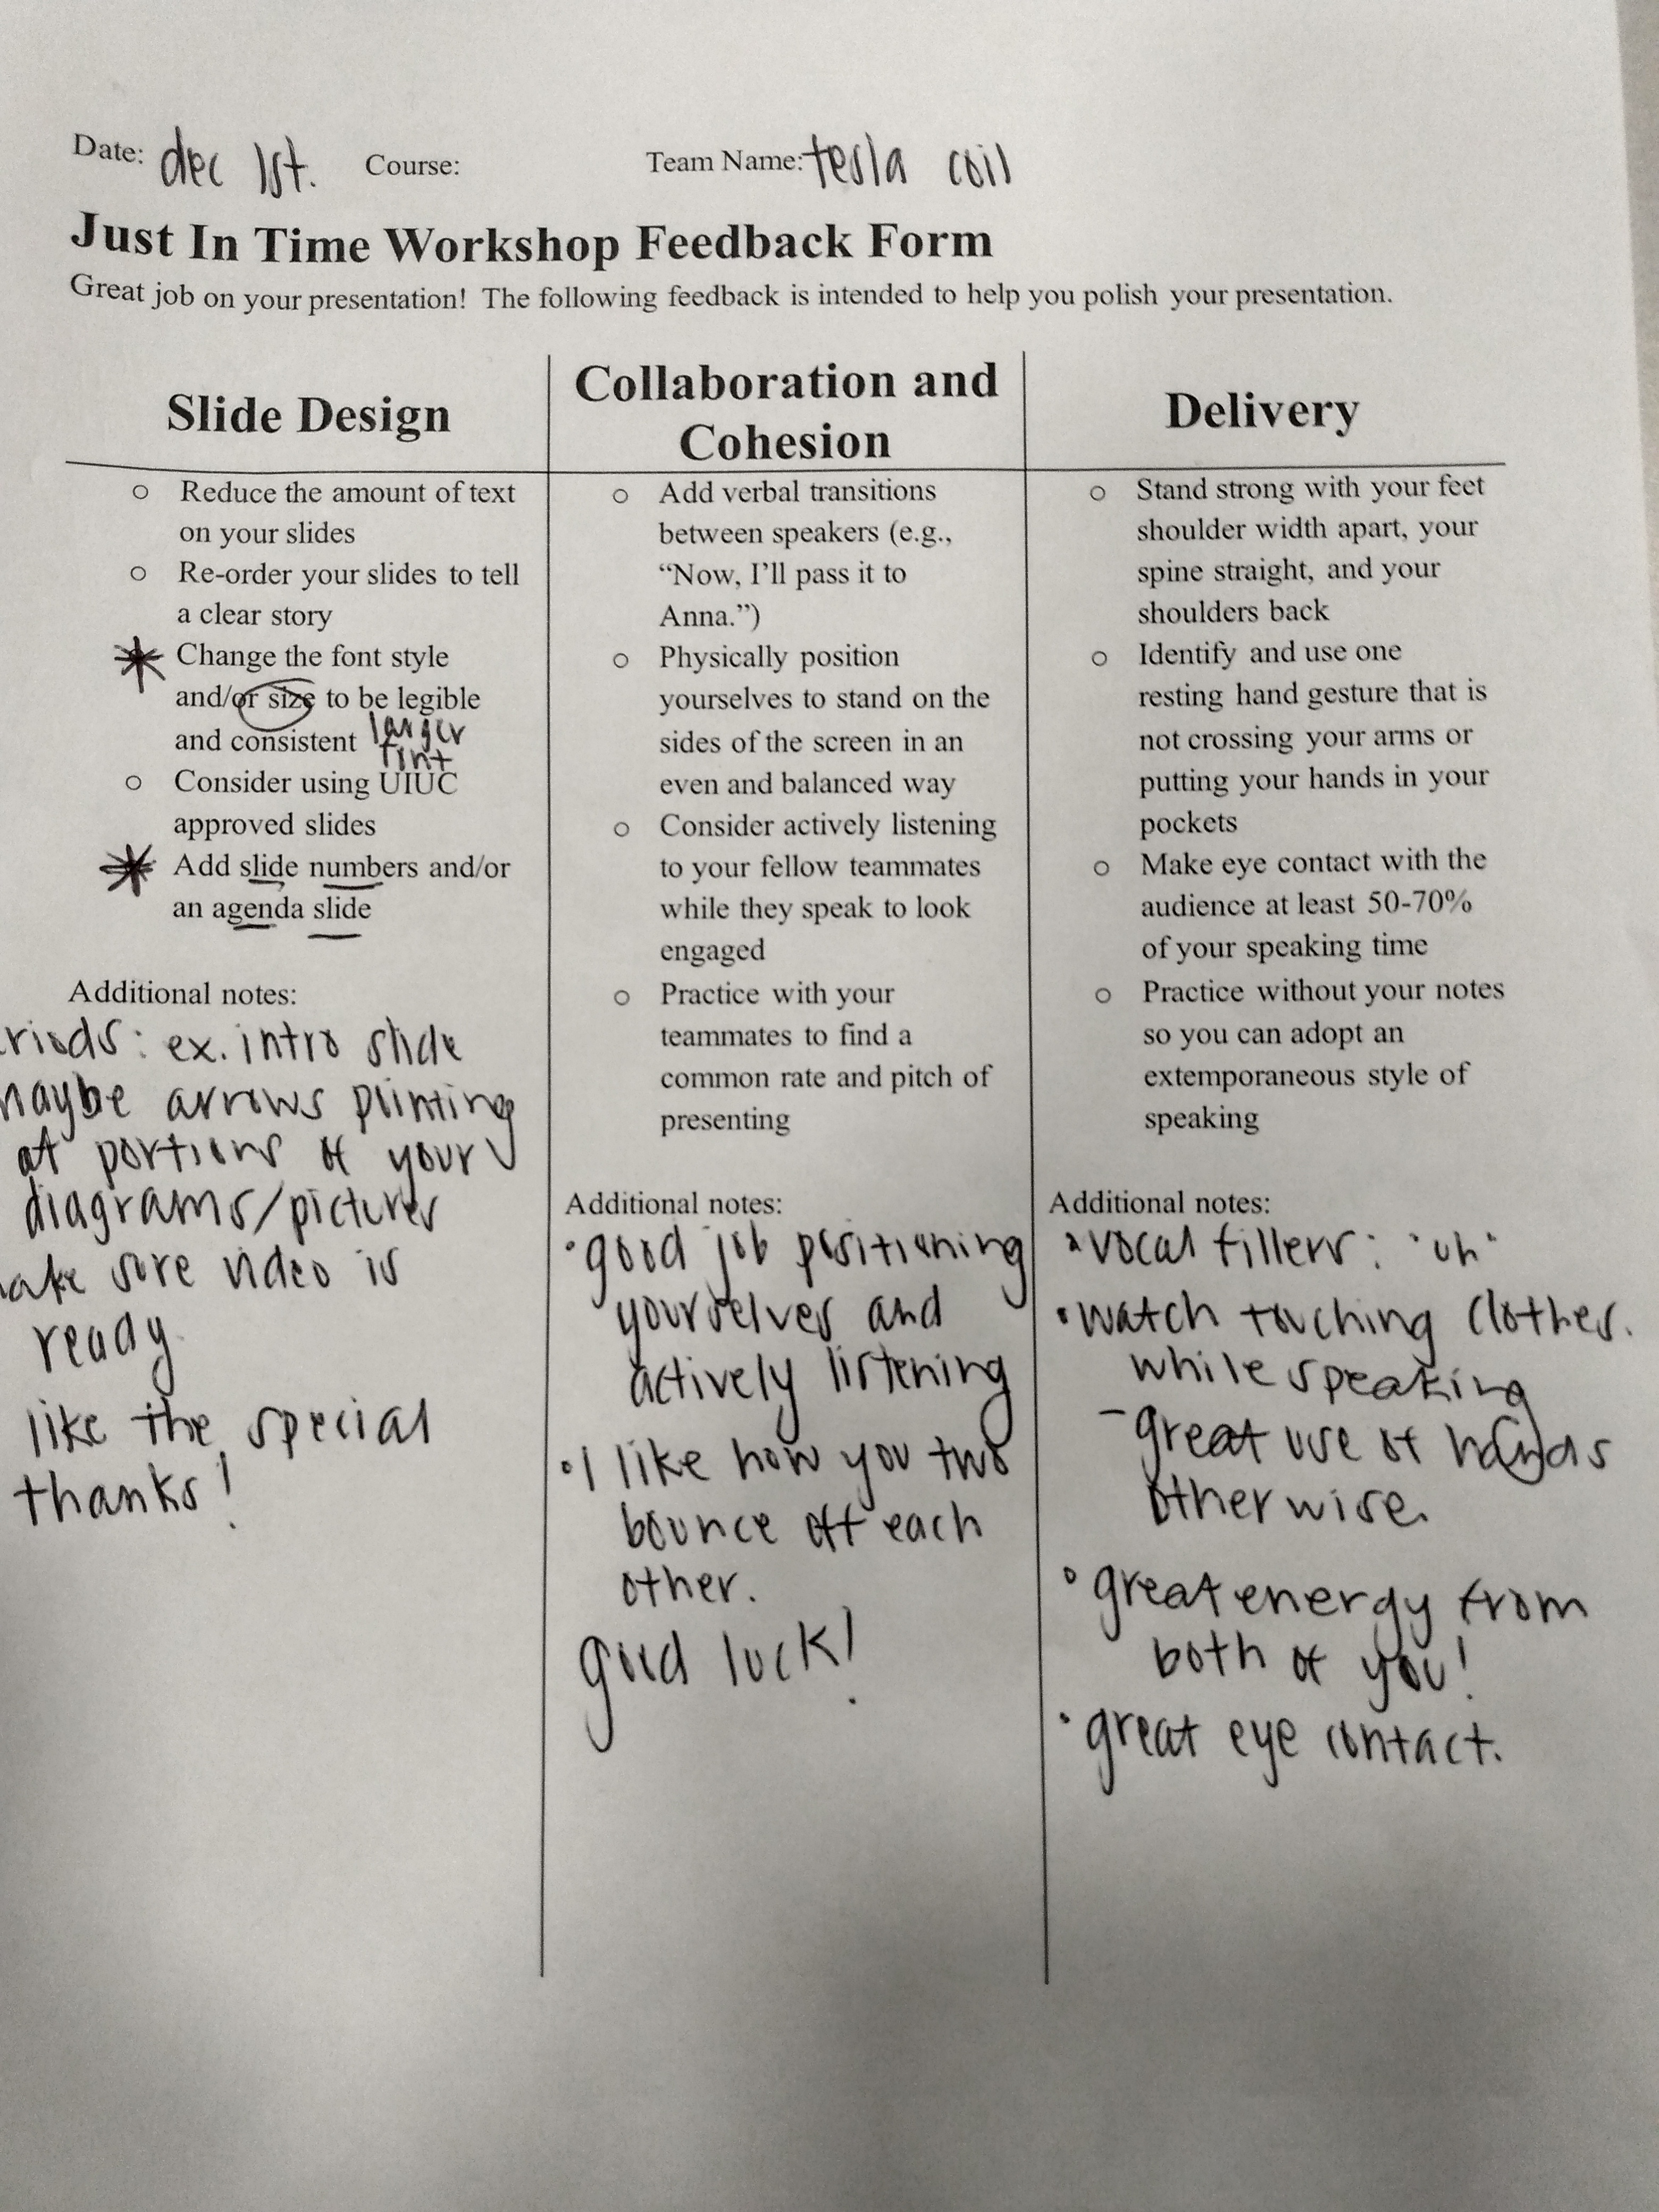 Date: dec 1st. Course: Team Name: tesla coil
Just In Time Workshop Feedback Form
Great job on your presentation! The following feedback is intended to help you polish your presentation.
Slide Design
Reduce the amount of text
on your slides
Re-order your slides to tell
a clear story
Change the font style
and/or size to be legible
and consistent larger
font
Consider using UIUC
approved slides
Add slide numbers and/or
an agenda slide
Additional notes:
ex. intro slide
maybe arrows pointing
at portions of your
diagrams/pictures
make sure video is
ready
like the special
thanks!
Collaboration and
Cohesion
Add verbal transitions
between speakers (e.g.,
“Now, I’ll pass it to
Anna.”)
Physically position
yourselves to stand on the
sides of the screen in an
even and balanced way
Consider actively listening
to your fellow teammates
while they speak to look
engaged
Practice with your
teammates to find a
common rate and pitch of
presenting
Additional notes:
• good job positioning
yourselves and
actively listening
• I like how you two
bounce off each
other.
good luck!
Delivery
Stand strong with your feet
shoulder width apart, your
spine straight, and your
shoulders back
Identify and use one
resting hand gesture that is
not crossing your arms or
putting your hands in your
pockets
Make eye contact with the
audience at least 50-70%
of your speaking time
Practice without your notes
so you can adopt an
extemporaneous style of
speaking
Additional notes:
• vocal fillers: "uh"
• watch touching clothes.
while speaking
- great use of hands
otherwise.
• great energy from
both of you!
• great eye contact.